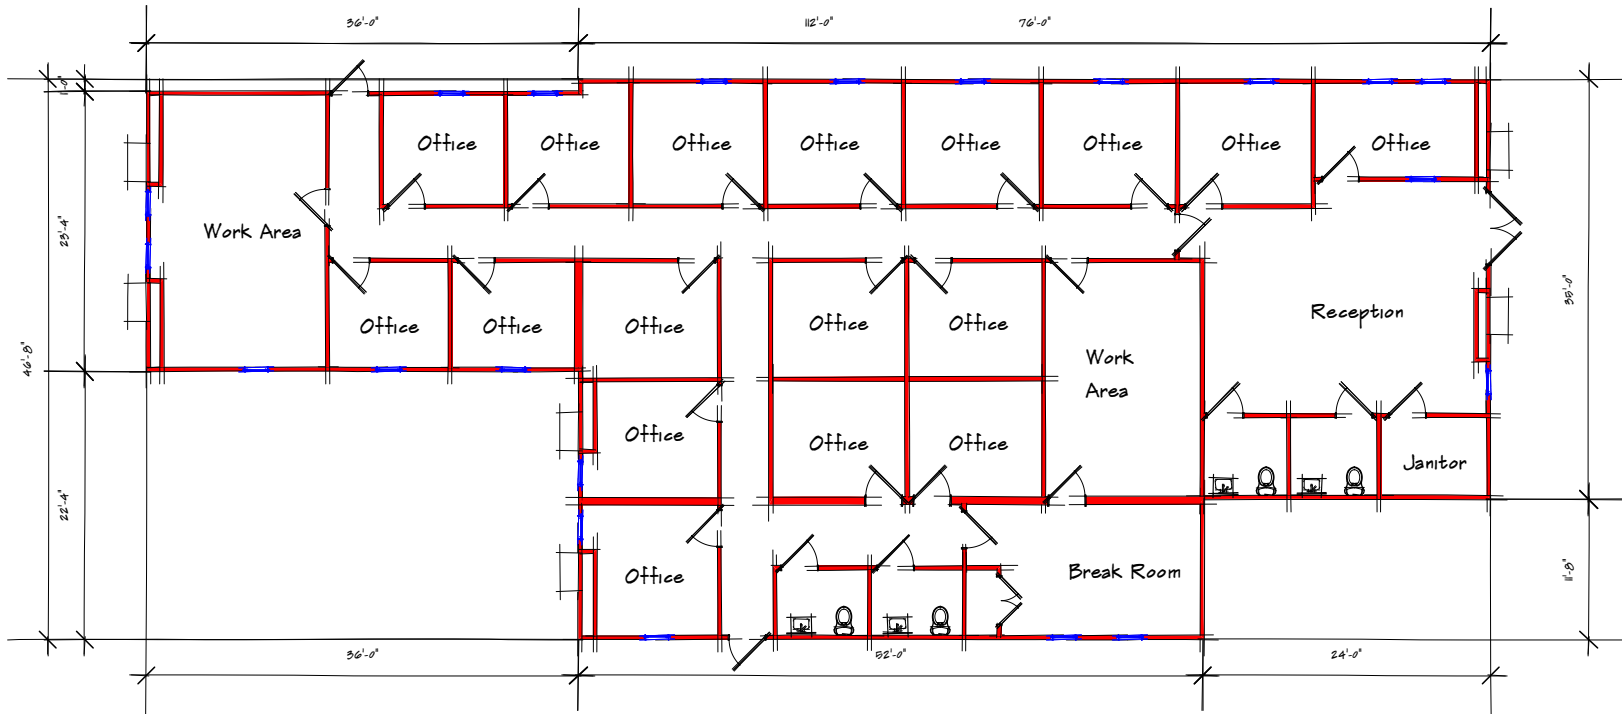 36'-0"
112'-0"
76'-0"
1'-0"
Office
Office
Office
Office
Office
Office
Office
Office
23'-4"
Work Area
35'-0"
46'-8"
Office
Office
Office
Office
Office
Reception
Work
Area
Office
Office
Office
Janitor
22'-4"
Office
Break Room
11'-8"
36'-0"
52'-0"
24'-0"